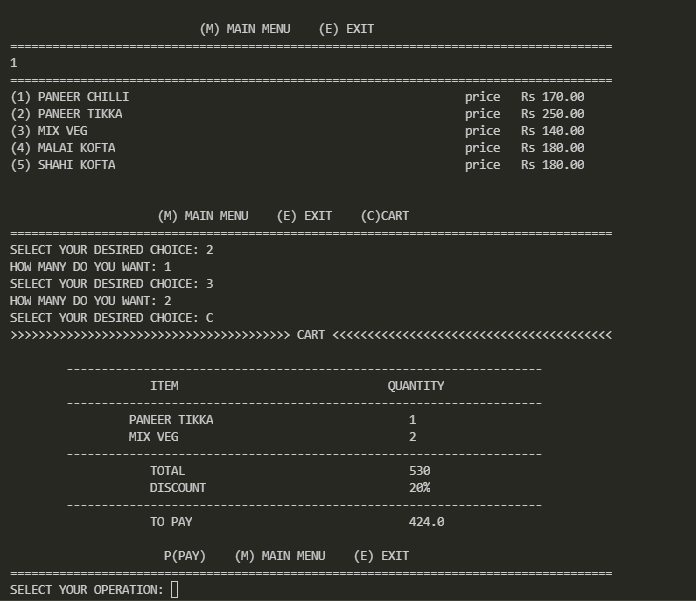 (M) MAIN MENU    (E) EXIT
======================================================================================
1
======================================================================================
(1) PANEER CHILLI                                                price   Rs 170.00
(2) PANEER TIKKA                                                 price   Rs 250.00
(3) MIX VEG                                                      price   Rs 140.00
(4) MALAI KOFTA                                                  price   Rs 180.00
(5) SHAHI KOFTA                                                  price   Rs 180.00
(M) MAIN MENU    (E) EXIT    (C)CART
======================================================================================
SELECT YOUR DESIRED CHOICE: 2
HOW MANY DO YOU WANT: 1
SELECT YOUR DESIRED CHOICE: 3
HOW MANY DO YOU WANT: 2
SELECT YOUR DESIRED CHOICE: C
>>>>>>>>>>>>>>>>>>>>>>>>>>>>>>>>>>>>>>>> CART <<<<<<<<<<<<<<<<<<<<<<<<<<<<<<<<<<<<<<<<
--------------------------------------------------------------------
ITEM                              QUANTITY
--------------------------------------------------------------------
PANEER TIKKA                            1
MIX VEG                                 2
--------------------------------------------------------------------
TOTAL                                530
DISCOUNT                             20%
--------------------------------------------------------------------
TO PAY                               424.0
P(PAY)    (M) MAIN MENU    (E) EXIT
======================================================================================
SELECT YOUR OPERATION: